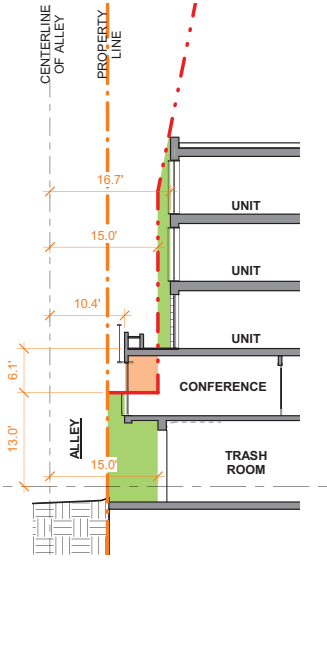 CENTERLINE
OF ALLEY
PROPERTY
LINE
16.7'
UNIT
15.0'
UNIT
10.4'
UNIT
6.1'
CONFERENCE
13.0'
ALLEY
15.0'
TRASH
ROOM